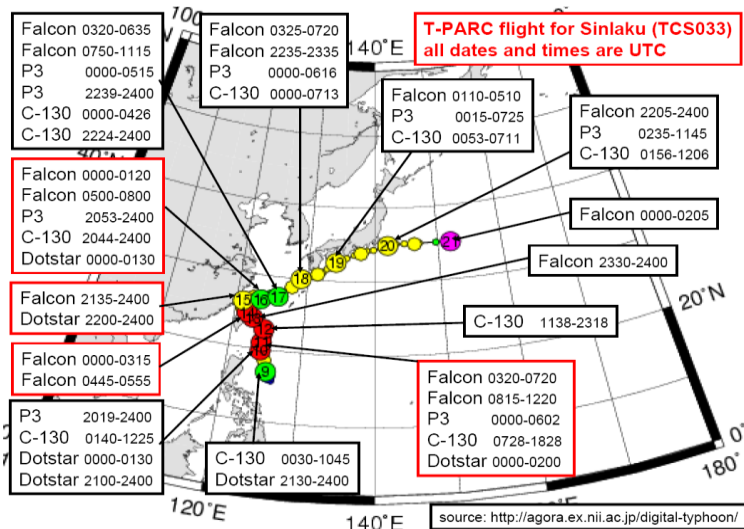 T-PARC flight for Sinlaku (TCS033)
all dates and times are UTC
Falcon 0320-0635
Falcon 0750-1115
P3 0000-0515
P3 2239-2400
C-130 0000-0426
C-130 2224-2400
Falcon 0325-0720
Falcon 2235-2335
P3 0000-0616
C-130 0000-0713
Falcon 0110-0510
P3 0015-0725
C-130 0053-0711
Falcon 2205-2400
P3 0235-1145
C-130 0156-1206
Falcon 0000-0205
Falcon 2330-2400
C-130 1138-2318
Falcon 0000-0120
Falcon 0500-0800
P3 2053-2400
C-130 2044-2400
Dotstar 0000-0130
Falcon 2135-2400
Dotstar 2200-2400
Falcon 0000-0315
Falcon 0445-0555
P3 2019-2400
C-130 0140-1225
Dotstar 0000-0130
Dotstar 2100-2400
C-130 0030-1045
Dotstar 2130-2400
Falcon 0320-0720
Falcon 0815-1220
P3 0000-0602
C-130 0728-1828
Dotstar 0000-0200
140°E
20°N
180°E
120°E
140°E
21
20
19
18
17
16
15
12
10
9
source: http://agora.ex.nii.ac.jp/digital-typhoon/